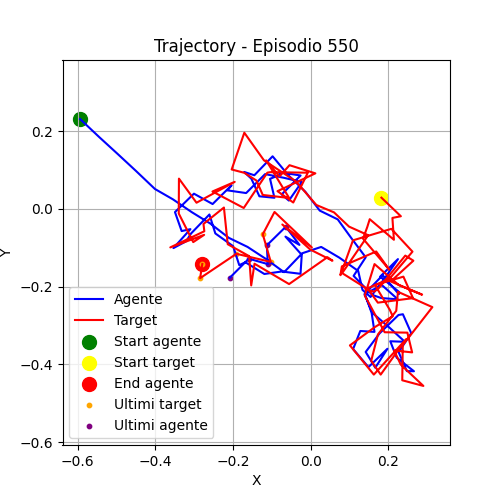 Trajectory - Episodio 550
Y
0.2
0.0
−0.2
−0.4
−0.6
Agente
Target
Start agente
Start target
End agente
Ultimi target
Ultimi agente
−0.6 −0.4 −0.2 0.0 0.2
X